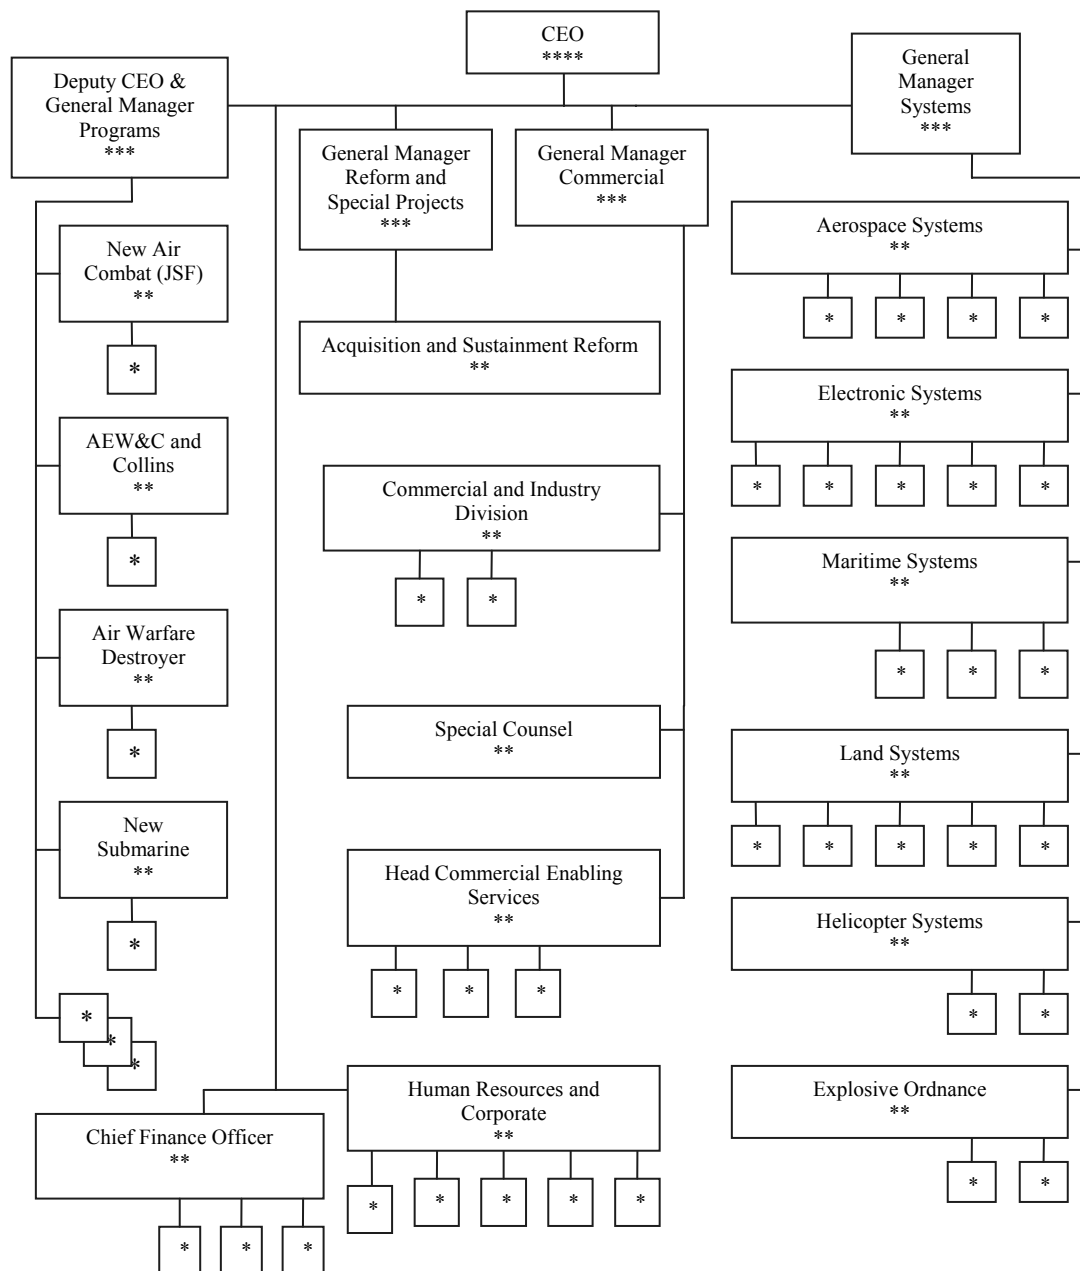 CEO
****
Deputy CEO &
General Manager
Programs
***
General
Manager
Systems
***
General Manager
Reform and
Special Projects
***
General Manager
Commercial
***
New Air
Combat (JSF)
**
*
AEW&C and
Collins
**
*
Air Warfare
Destroyer
**
*
New
Submarine
**
*
*
*
*
Acquisition and Sustainment Reform
**
Commercial and Industry
Division
**
* *
Special Counsel
**
Head Commercial Enabling
Services
**
* * *
Aerospace Systems
**
* * * *
Electronic Systems
**
* * * * *
Maritime Systems
**
* * *
Land Systems
**
* * * * *
Helicopter Systems
**
* *
Explosive Ordnance
**
* *
Chief Finance Officer
**
* * *
Human Resources and
Corporate
**
* * * * *